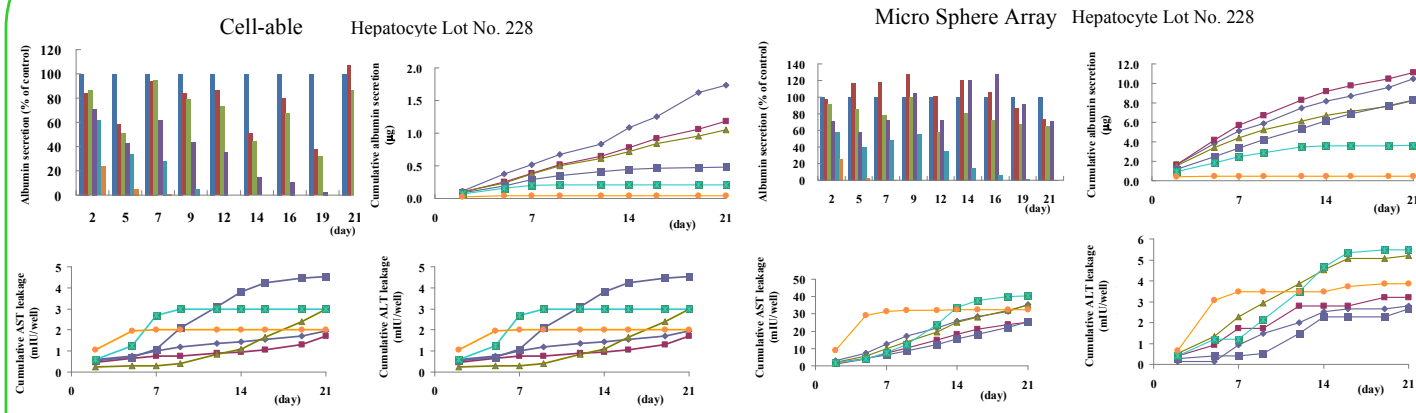 Cell-able Hepatocyte Lot No. 228
Albumin secretion (% of control)
120
100
80
60
40
20
0
2 5 7 9 12 14 16 19 21
(day)
Cumulative albumin secretion
(μg)
2.0
1.5
1.0
0.5
0.0
0 7 14 21
(day)
Cumulative AST leakage
(mIU/well)
5
4
3
2
1
0
0 7 14 21
(day)
Cumulative ALT leakage
(mIU/well)
5
4
3
2
1
0
0 7 14 21
(day)
Micro Sphere Array Hepatocyte Lot No. 228
Albumin secretion (% of control)
140
120
100
80
60
40
20
0
2 5 7 9 12 14 16 19 21
(day)
Cumulative albumin secretion
(μg)
12.0
10.0
8.0
6.0
4.0
2.0
0.0
0 7 14 21
(day)
Cumulative AST leakage
(mIU/well)
50
40
30
20
10
0
0 7 14 21
(day)
Cumulative ALT leakage
(mIU/well)
6
5
4
3
2
1
0
0 7 14 21
(day)